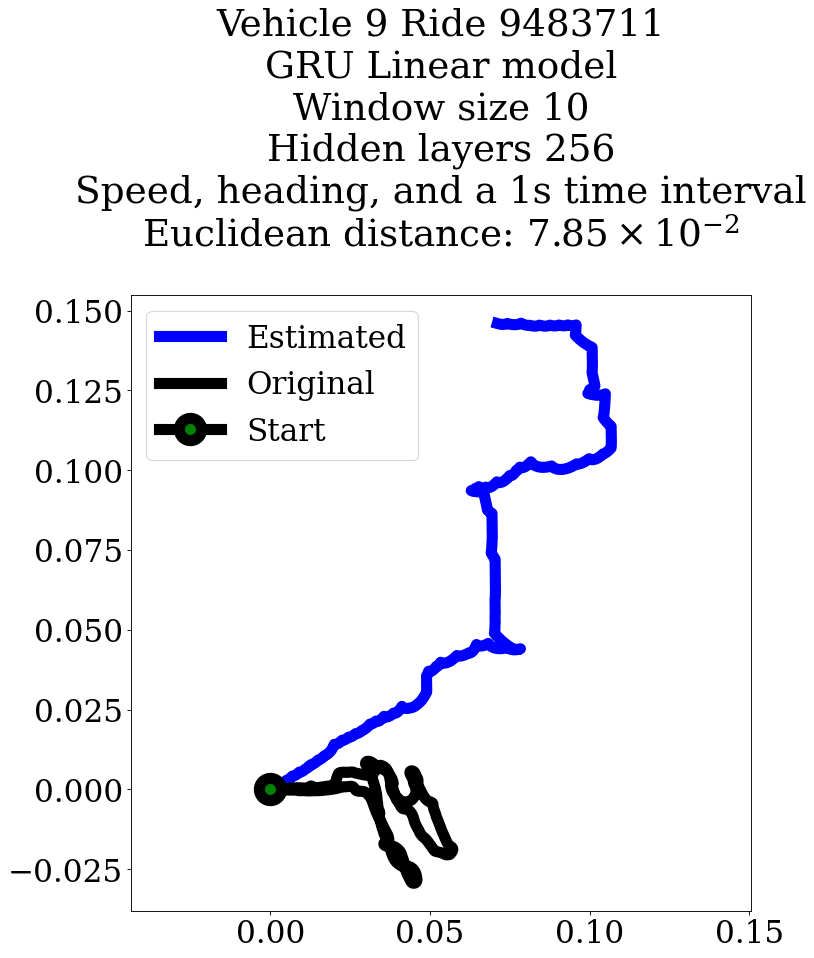 Vehicle 9 Ride 9483711
GRU Linear model
Window size 10
Hidden layers 256
Speed, heading, and a 1s time interval
Euclidean distance: 7.85 × 10⁻²
Estimated
Original
Start
0.150
0.125
0.100
0.075
0.050
0.025
0.000
−0.025
0.00 0.05 0.10 0.15